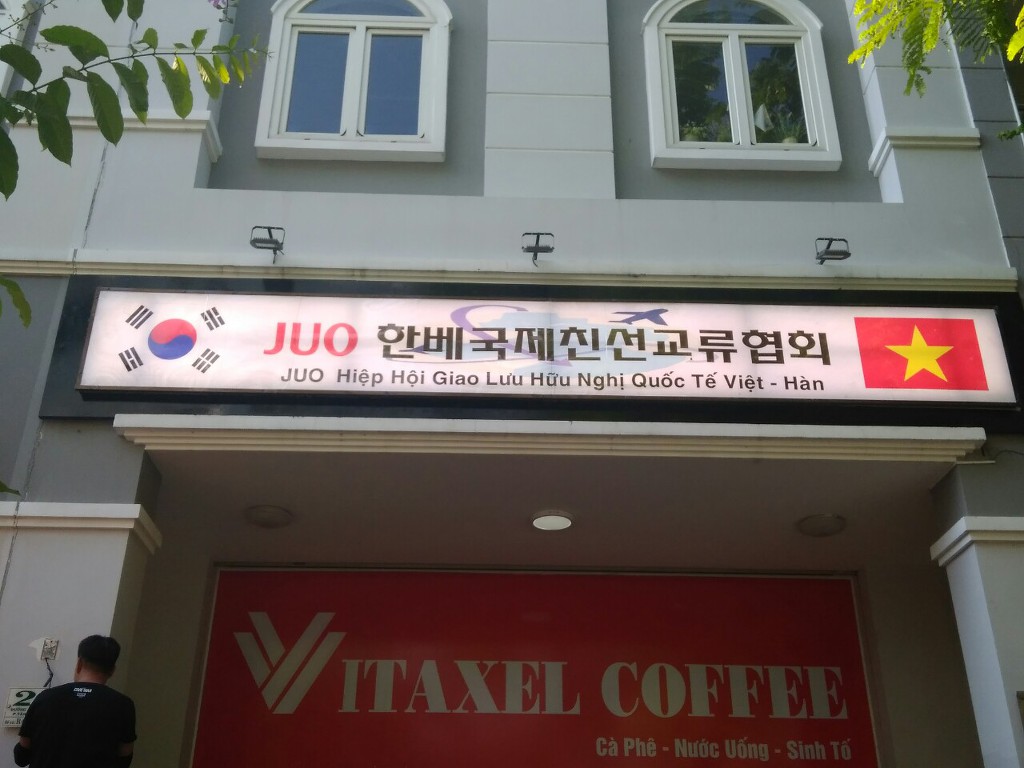 JUO 한베국제친선교류협회
JUO Hiệp Hội Giao Lưu Hữu Nghị Quốc Tế Việt - Hàn
VITAXEL COFFEE
Cà Phê - Nước Uống - Sinh Tố
2